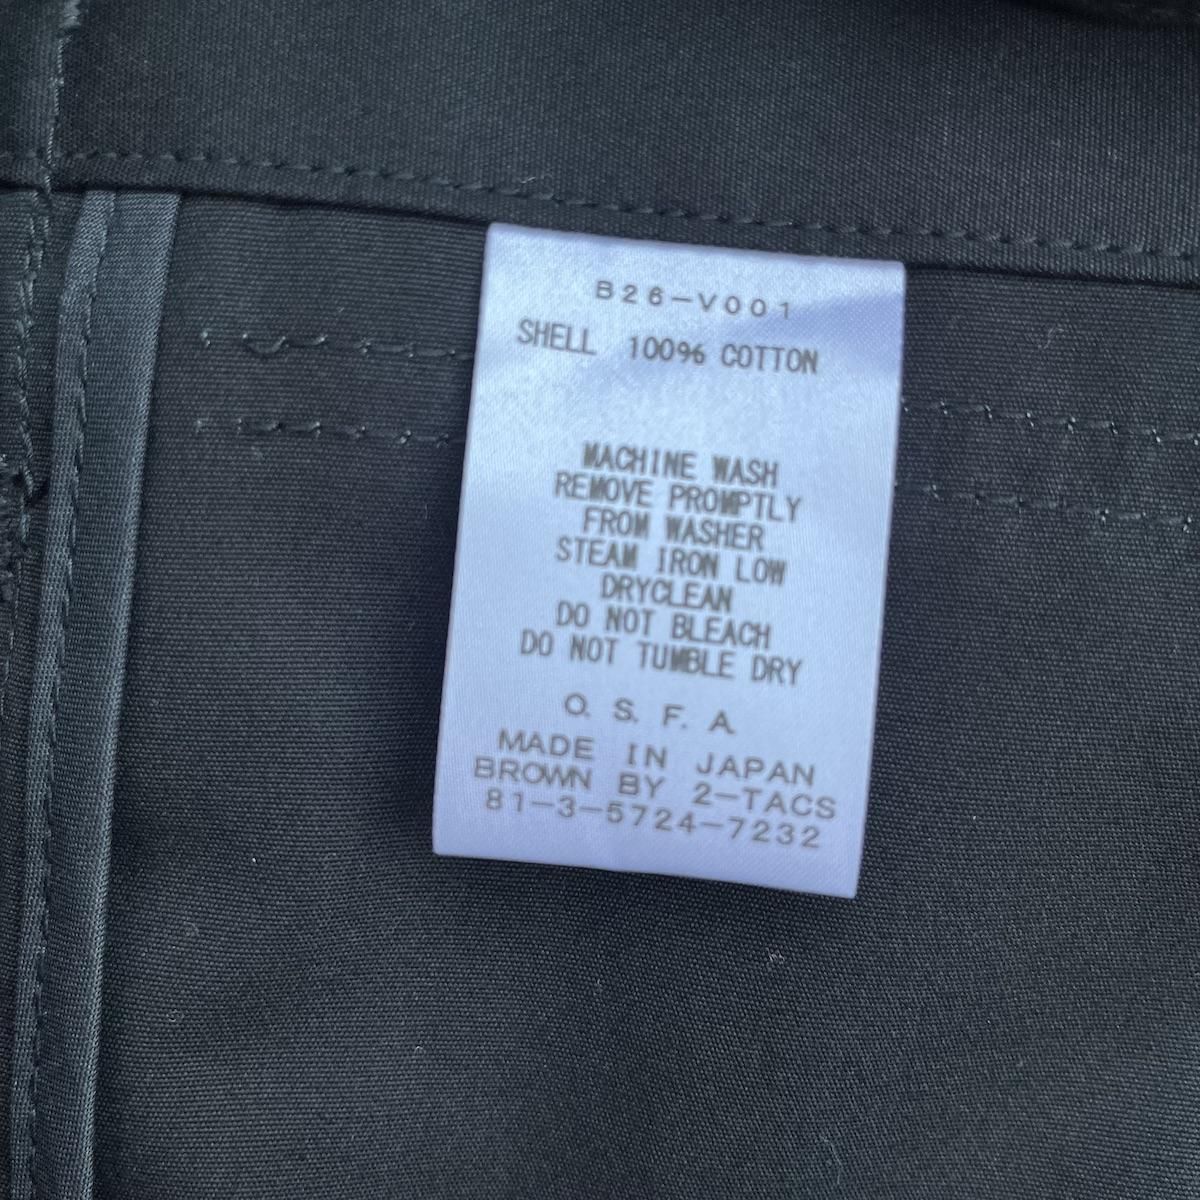 B26-V001
SHELL 100% COTTON
MACHINE WASH
REMOVE PROMPTLY
FROM WASHER
STEAM IRON LOW
DRYCLEAN
DO NOT BLEACH
DO NOT TUMBLE DRY
O. S. F. A.
MADE IN JAPAN
BROWN BY 2-TACS
81-3-5724-7232